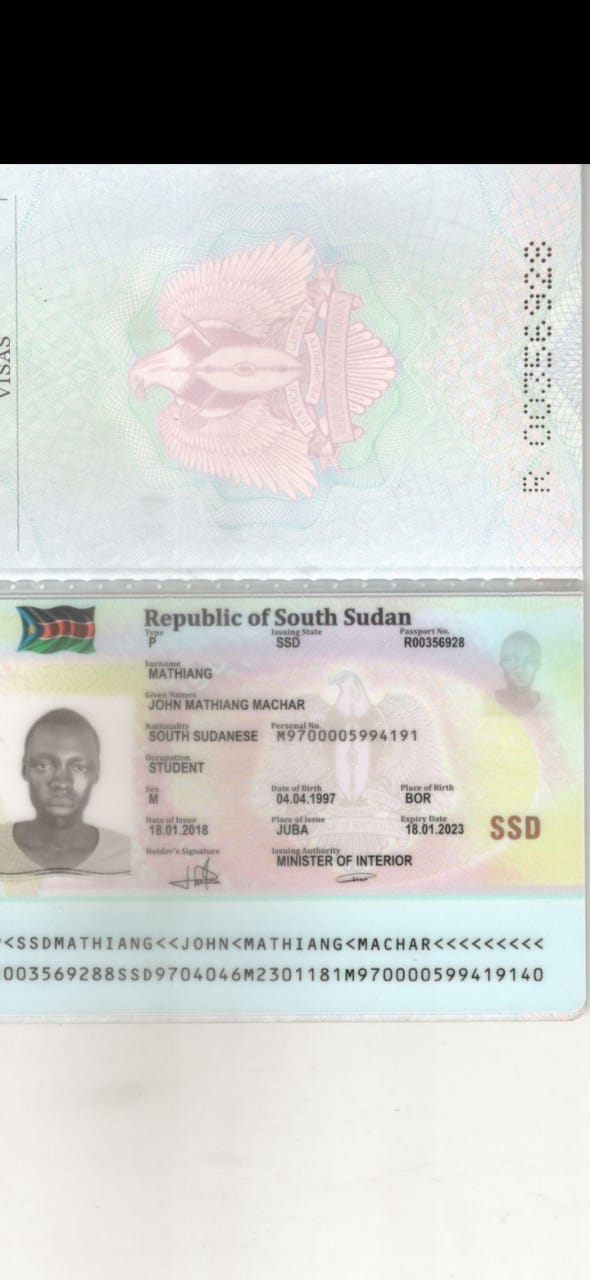 VISAS
R 00356928
Republic of South Sudan
Type Issuing State Passport No.
P SSD R00356928
Surname
MATHIANG
Given Names
JOHN MATHIANG MACHAR
Nationality Personal No.
SOUTH SUDANESE M9700005994191
Occupation
STUDENT
Sex Date of Birth Place of Birth
M 04.04.1997 BOR
Date of Issue Place of Issue Expiry Date
18.01.2018 JUBA 18.01.2023
SSD
Holder's Signature Issuing Authority
MINISTER OF INTERIOR
<SSDMATHIANG<<JOHN<MATHIANG<MACHAR<<<<<<<<<
003569288SSD9704046M2301181M970000599419140